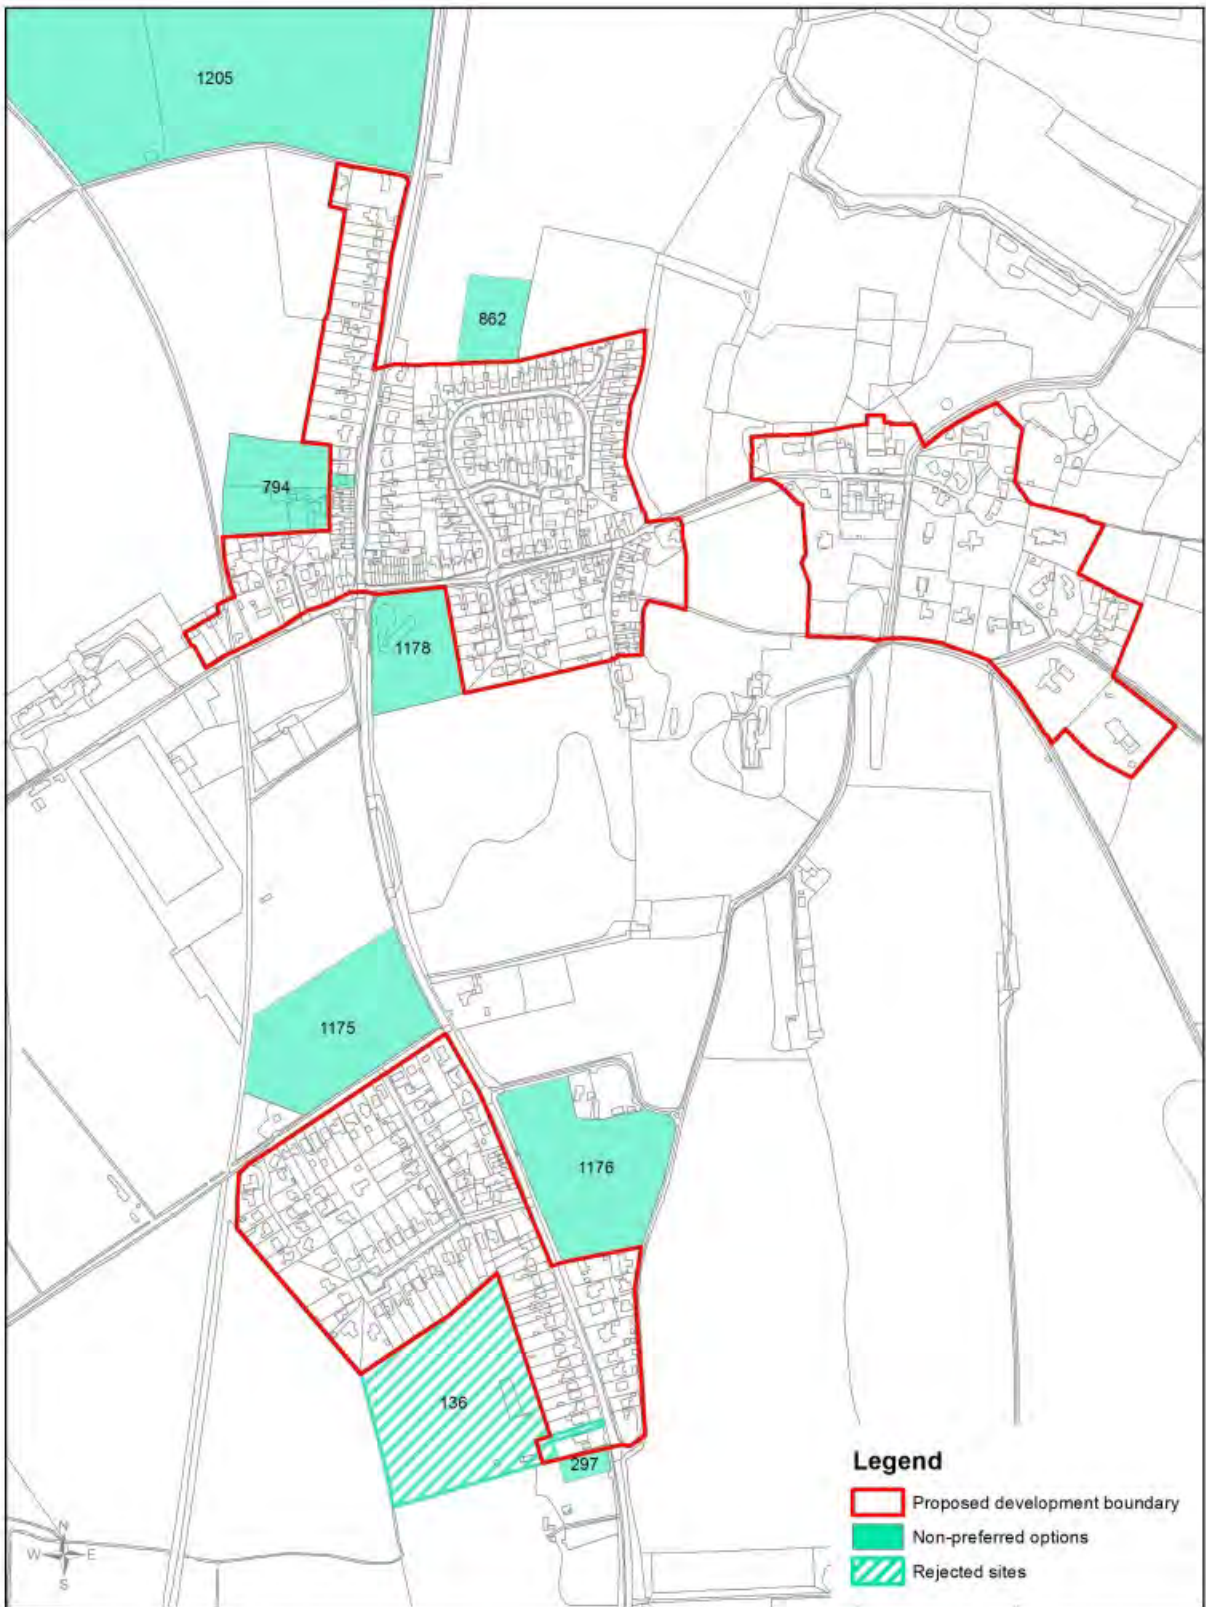 1205
862
794
1178
1175
1176
136
297
Legend
Proposed development boundary
Non-preferred options
Rejected sites
N
W E
S